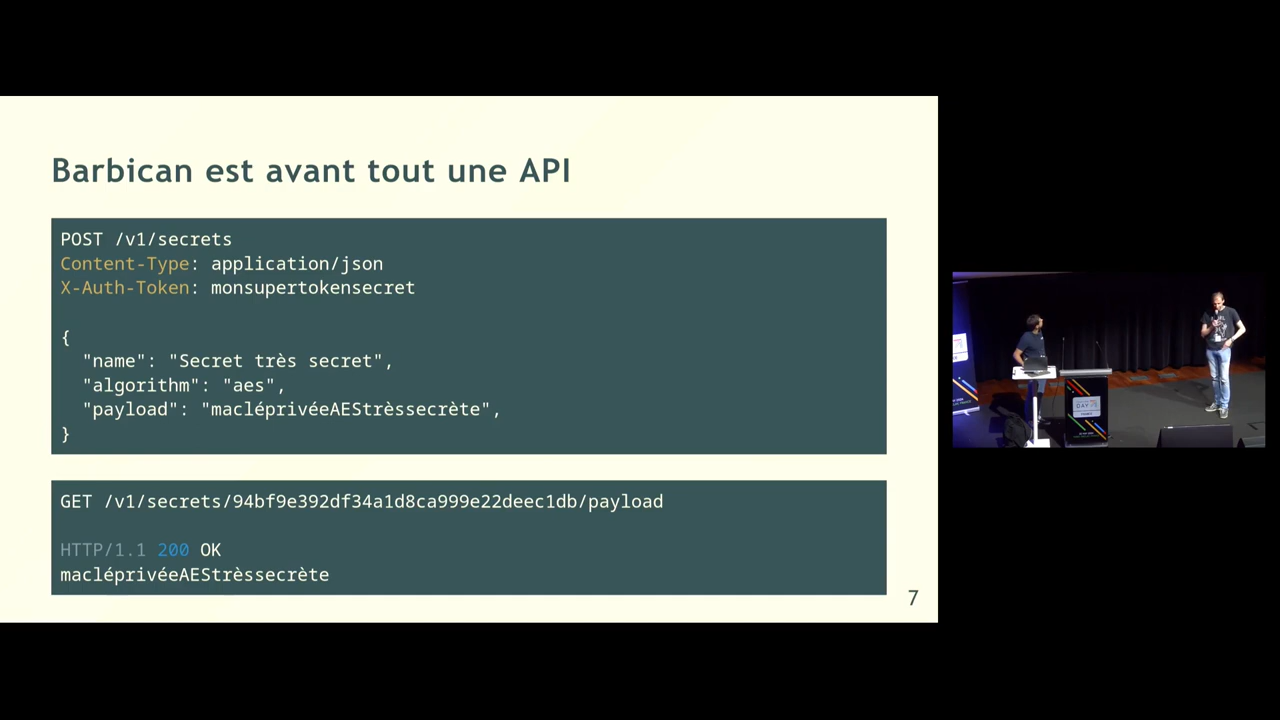 Barbican est avant tout une API
POST /v1/secrets
Content-Type: application/json
X-Auth-Token: monsupertokensecret
{
"name": "Secret très secret",
"algorithm": "aes",
"payload": "macléprivéeAEStrèssecrète",
}
GET /v1/secrets/94bf9e392df34a1d8ca999e22deec1db/payload
HTTP/1.1 200 OK
macléprivéeAEStrèssecrète
7
DAY